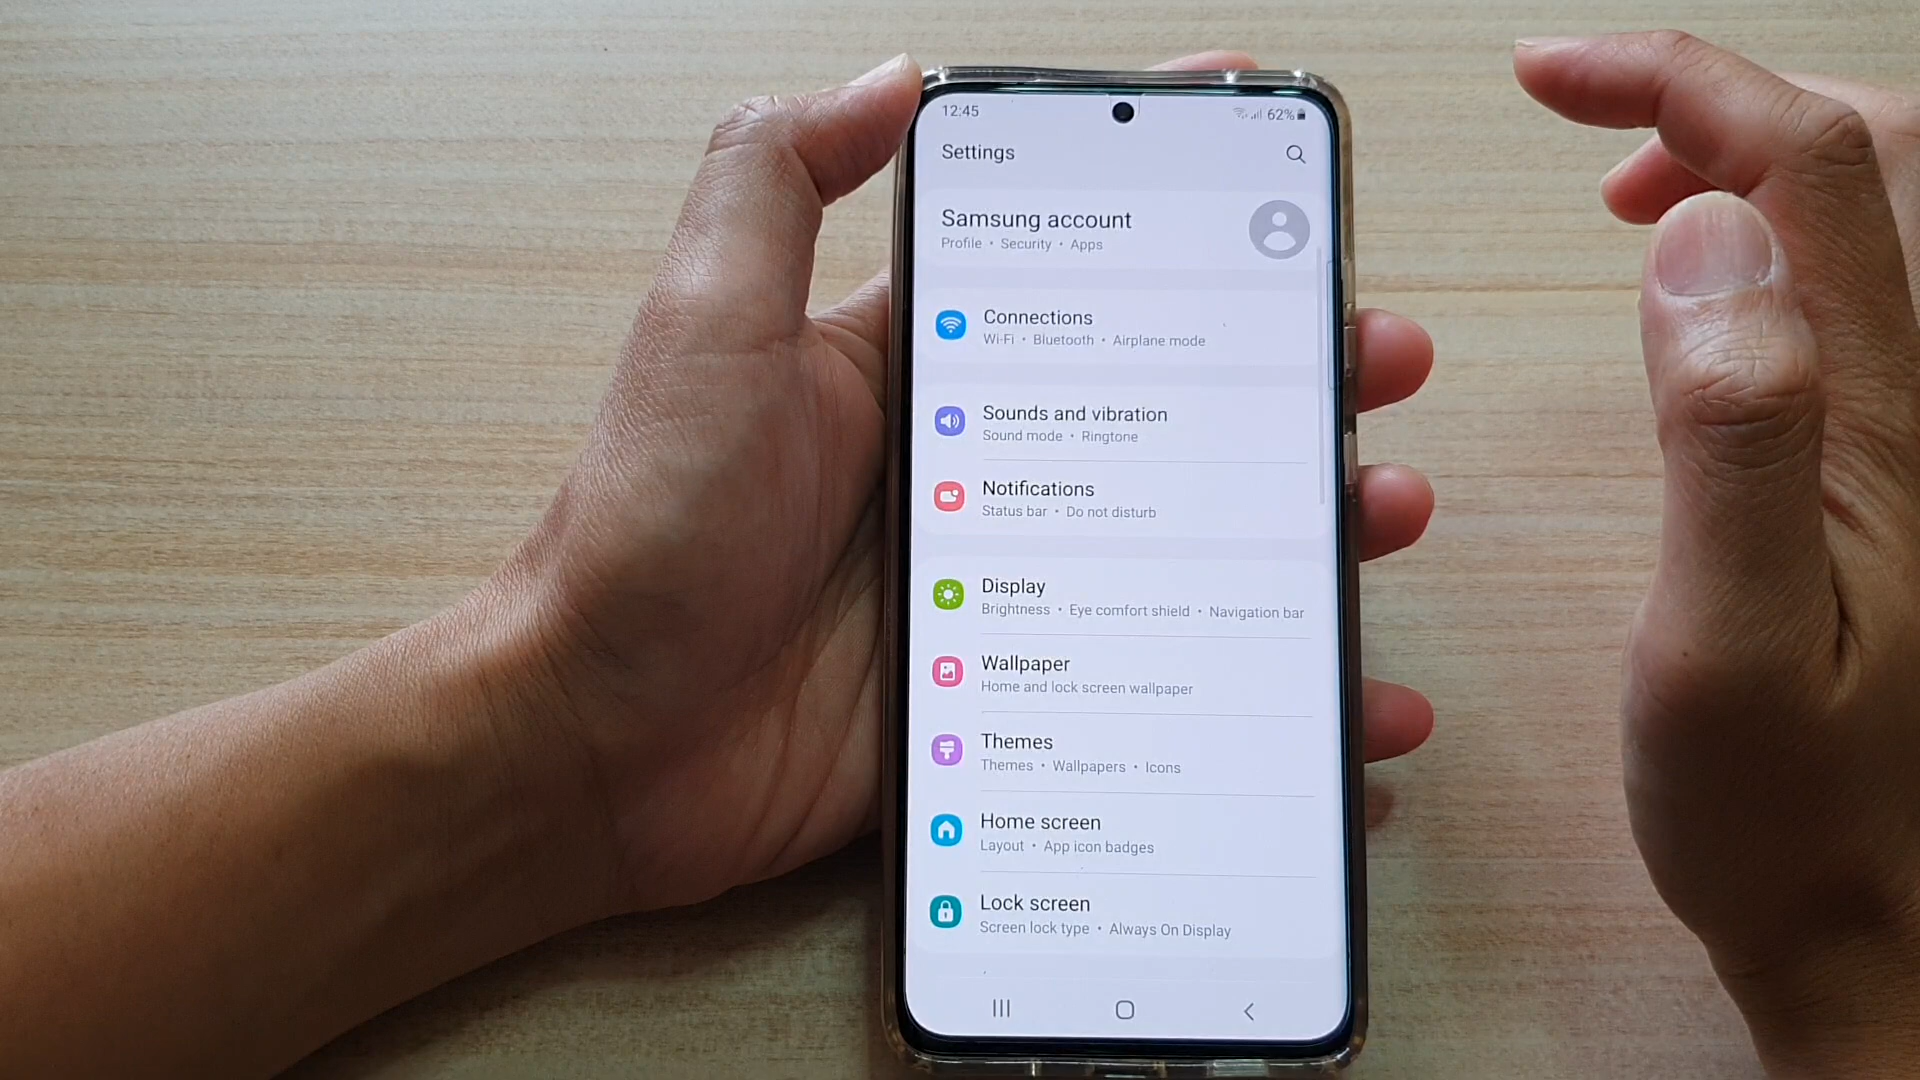 12:45
62%
Settings
Samsung account
Profile • Security • Apps
Connections
Wi-Fi • Bluetooth • Airplane mode
Sounds and vibration
Sound mode • Ringtone
Notifications
Status bar • Do not disturb
Display
Brightness • Eye comfort shield • Navigation bar
Wallpaper
Home and lock screen wallpaper
Themes
Themes • Wallpapers • Icons
Home screen
Layout • App icon badges
Lock screen
Screen lock type • Always On Display